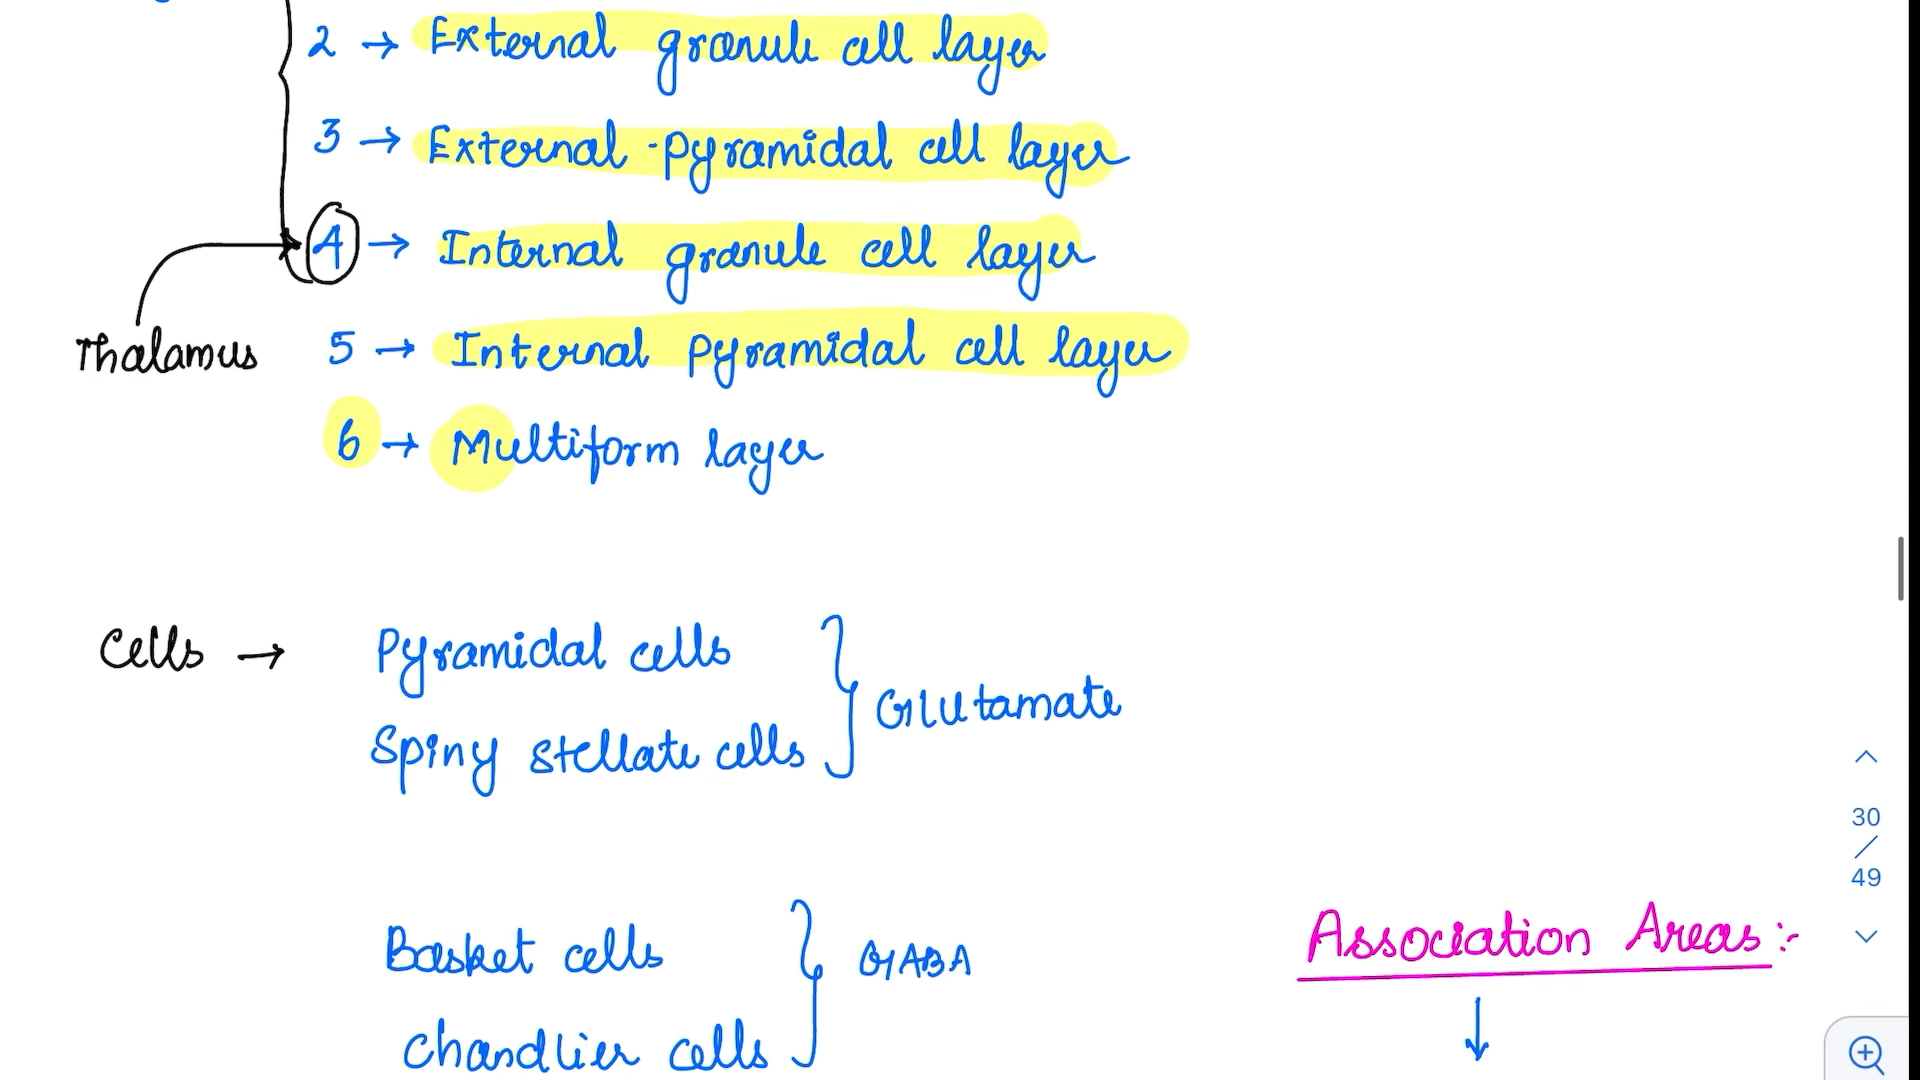 2 → External granule cell layer
3 → External pyramidal cell layer
4 → Internal granule cell layer
Thalamus
5 → Internal pyramidal cell layer
6 → Multiform layer
Cells →
Pyramidal cells
Spiny stellate cells
Glutamate
Basket cells
Chandlier cells
GABA
Association Areas :-
↓
30
/
49